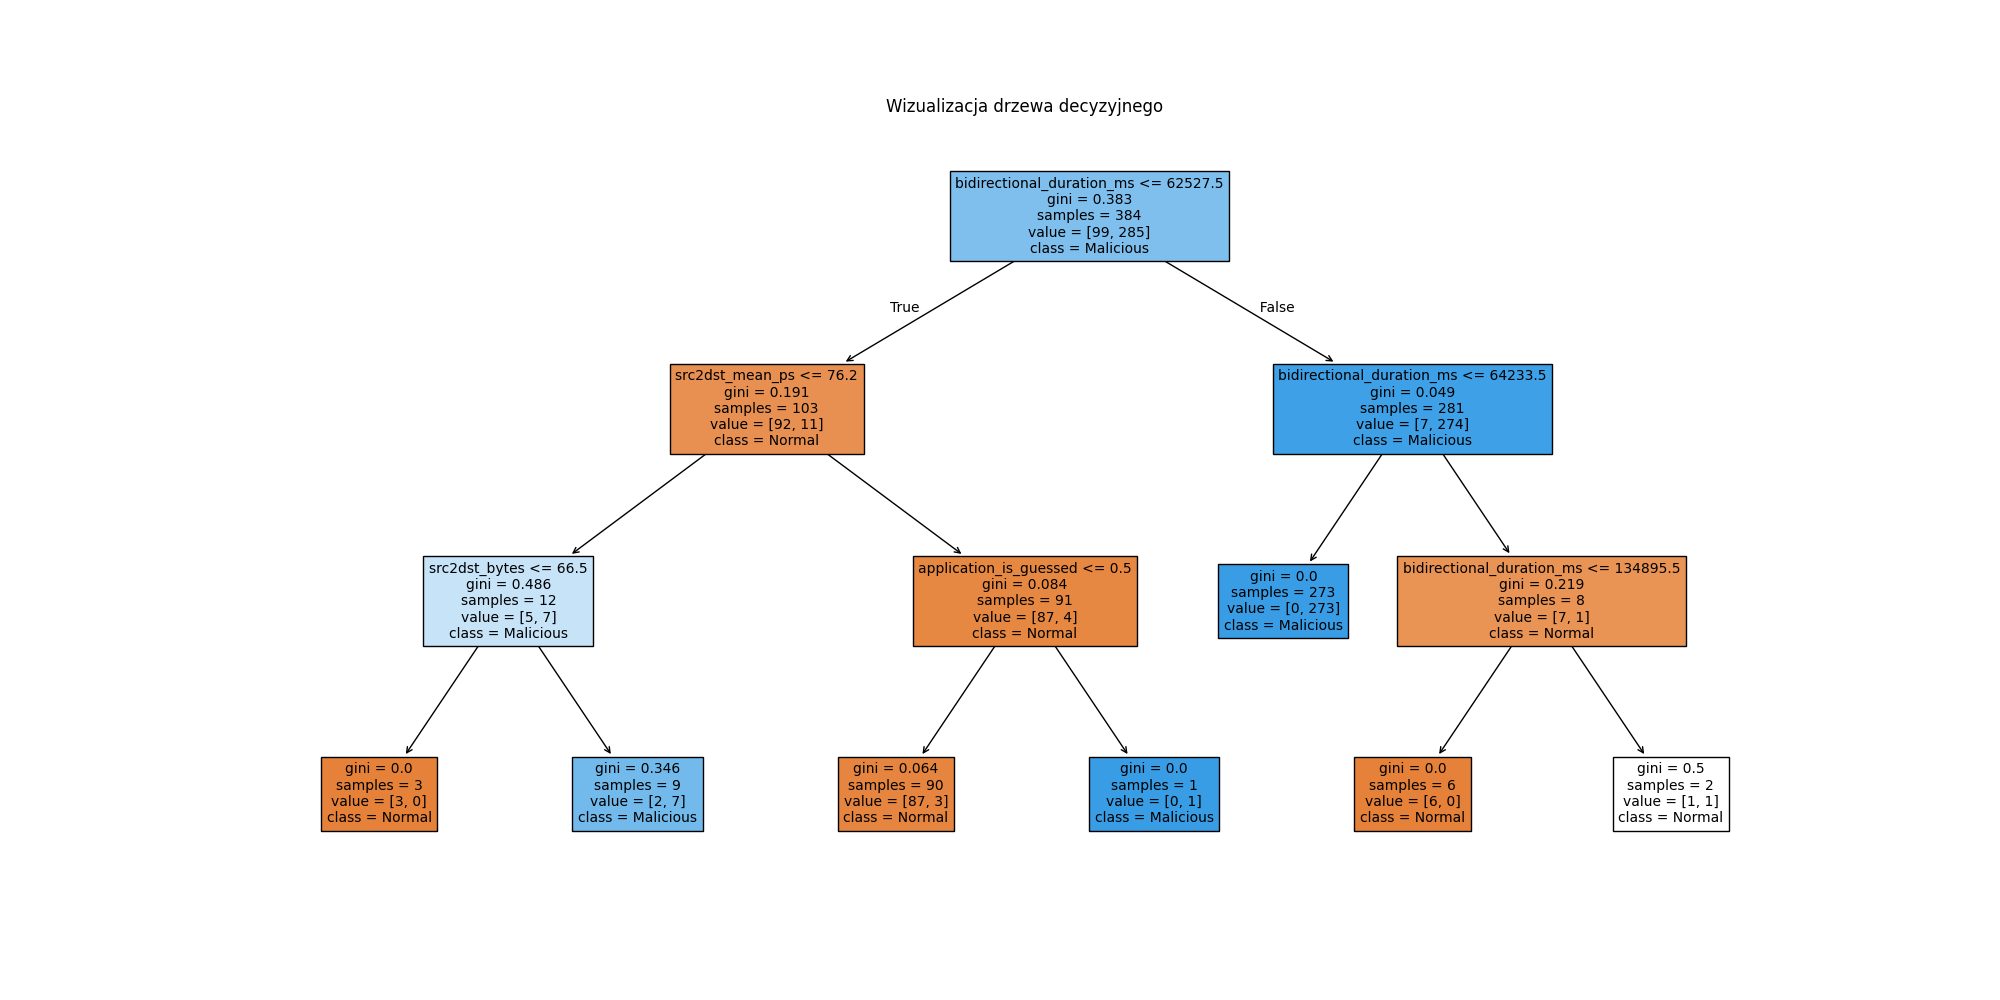 Wizualizacja drzewa decyzyjnego
bidirectional_duration_ms <= 62527.5
gini = 0.383
samples = 384
value = [99, 285]
class = Malicious
True
False
src2dst_mean_ps <= 76.2
gini = 0.191
samples = 103
value = [92, 11]
class = Normal
bidirectional_duration_ms <= 64233.5
gini = 0.049
samples = 281
value = [7, 274]
class = Malicious
src2dst_bytes <= 66.5
gini = 0.486
samples = 12
value = [5, 7]
class = Malicious
application_is_guessed <= 0.5
gini = 0.084
samples = 91
value = [87, 4]
class = Normal
gini = 0.0
samples = 273
value = [0, 273]
class = Malicious
bidirectional_duration_ms <= 134895.5
gini = 0.219
samples = 8
value = [7, 1]
class = Normal
gini = 0.0
samples = 3
value = [3, 0]
class = Normal
gini = 0.346
samples = 9
value = [2, 7]
class = Malicious
gini = 0.064
samples = 90
value = [87, 3]
class = Normal
gini = 0.0
samples = 1
value = [0, 1]
class = Malicious
gini = 0.0
samples = 6
value = [6, 0]
class = Normal
gini = 0.5
samples = 2
value = [1, 1]
class = Normal